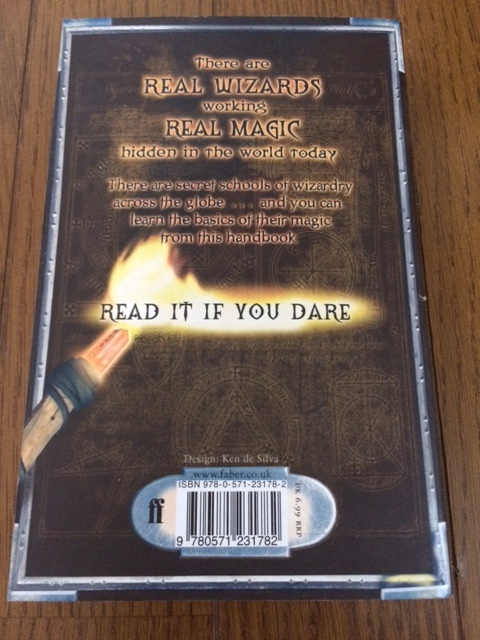 There are
REAL WIZARDS
working
REAL MAGIC
hidden in the world today
There are secret schools of wizardry
across the globe . . . and you can
learn the basics of their magic
from this handbook
READ IT IF YOU DARE
Design: Ken de Silva
www.faber.co.uk
ISBN 978-0-571-23178-2
ff
UK 6.99 RRP
9 780571 231782